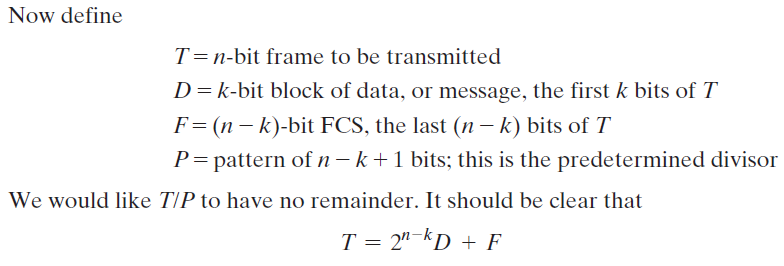 Now define
T = n-bit frame to be transmitted
D = k-bit block of data, or message, the first k bits of T
F = (n − k)-bit FCS, the last (n − k) bits of T
P = pattern of n − k + 1 bits; this is the predetermined divisor
We would like T/P to have no remainder. It should be clear that
T = 2ⁿ⁻ᵏD + F